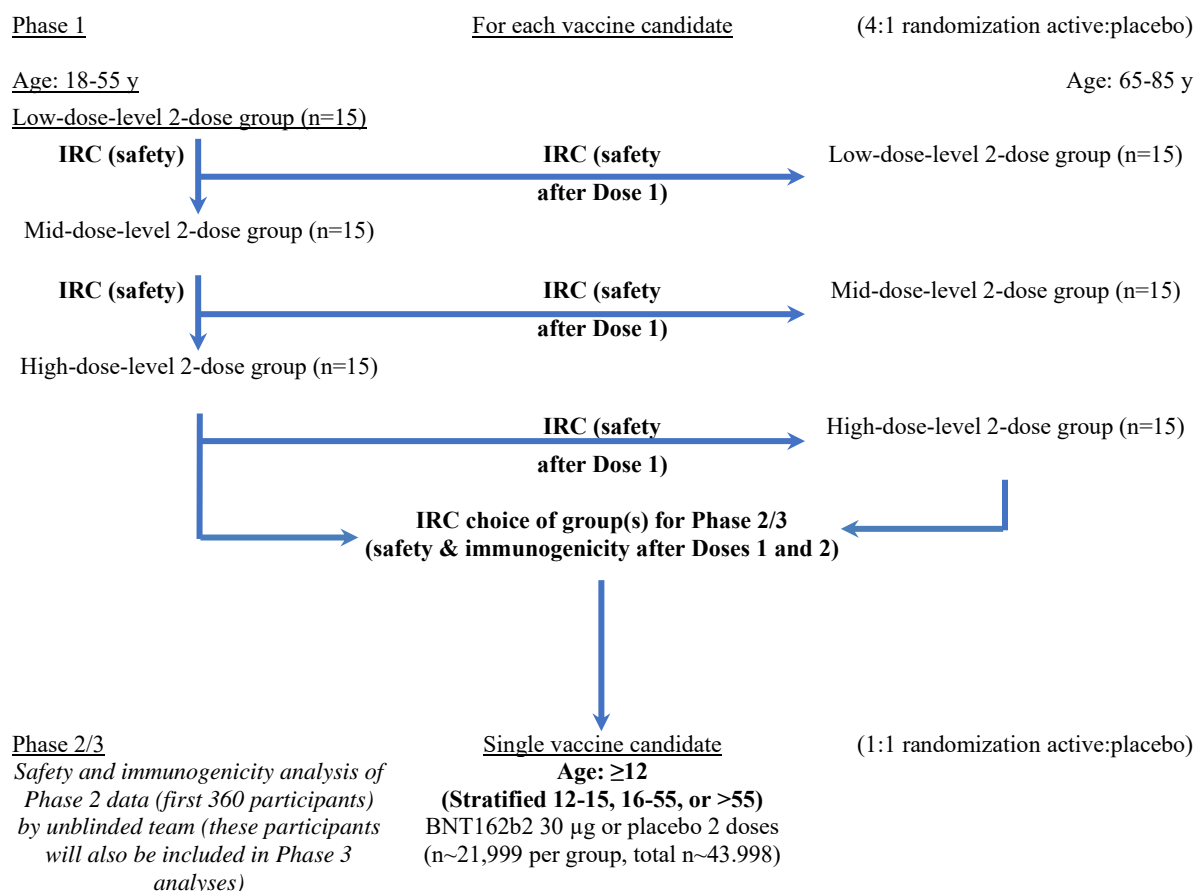 Phase 1 For each vaccine candidate (4:1 randomization active:placebo)
Age: 18-55 y Age: 65-85 y
Low-dose-level 2-dose group (n=15)
IRC (safety) IRC (safety Low-dose-level 2-dose group (n=15)
after Dose 1)
Mid-dose-level 2-dose group (n=15)
IRC (safety) IRC (safety Mid-dose-level 2-dose group (n=15)
after Dose 1)
High-dose-level 2-dose group (n=15)
IRC (safety High-dose-level 2-dose group (n=15)
after Dose 1)
IRC choice of group(s) for Phase 2/3
(safety & immunogenicity after Doses 1 and 2)
Phase 2/3 Single vaccine candidate (1:1 randomization active:placebo)
Safety and immunogenicity analysis of
Phase 2 data (first 360 participants)
by unblinded team (these participants
will also be included in Phase 3
analyses)
Age: ≥12
(Stratified 12-15, 16-55, or >55)
BNT162b2 30 µg or placebo 2 doses
(n~21,999 per group, total n~43.998)